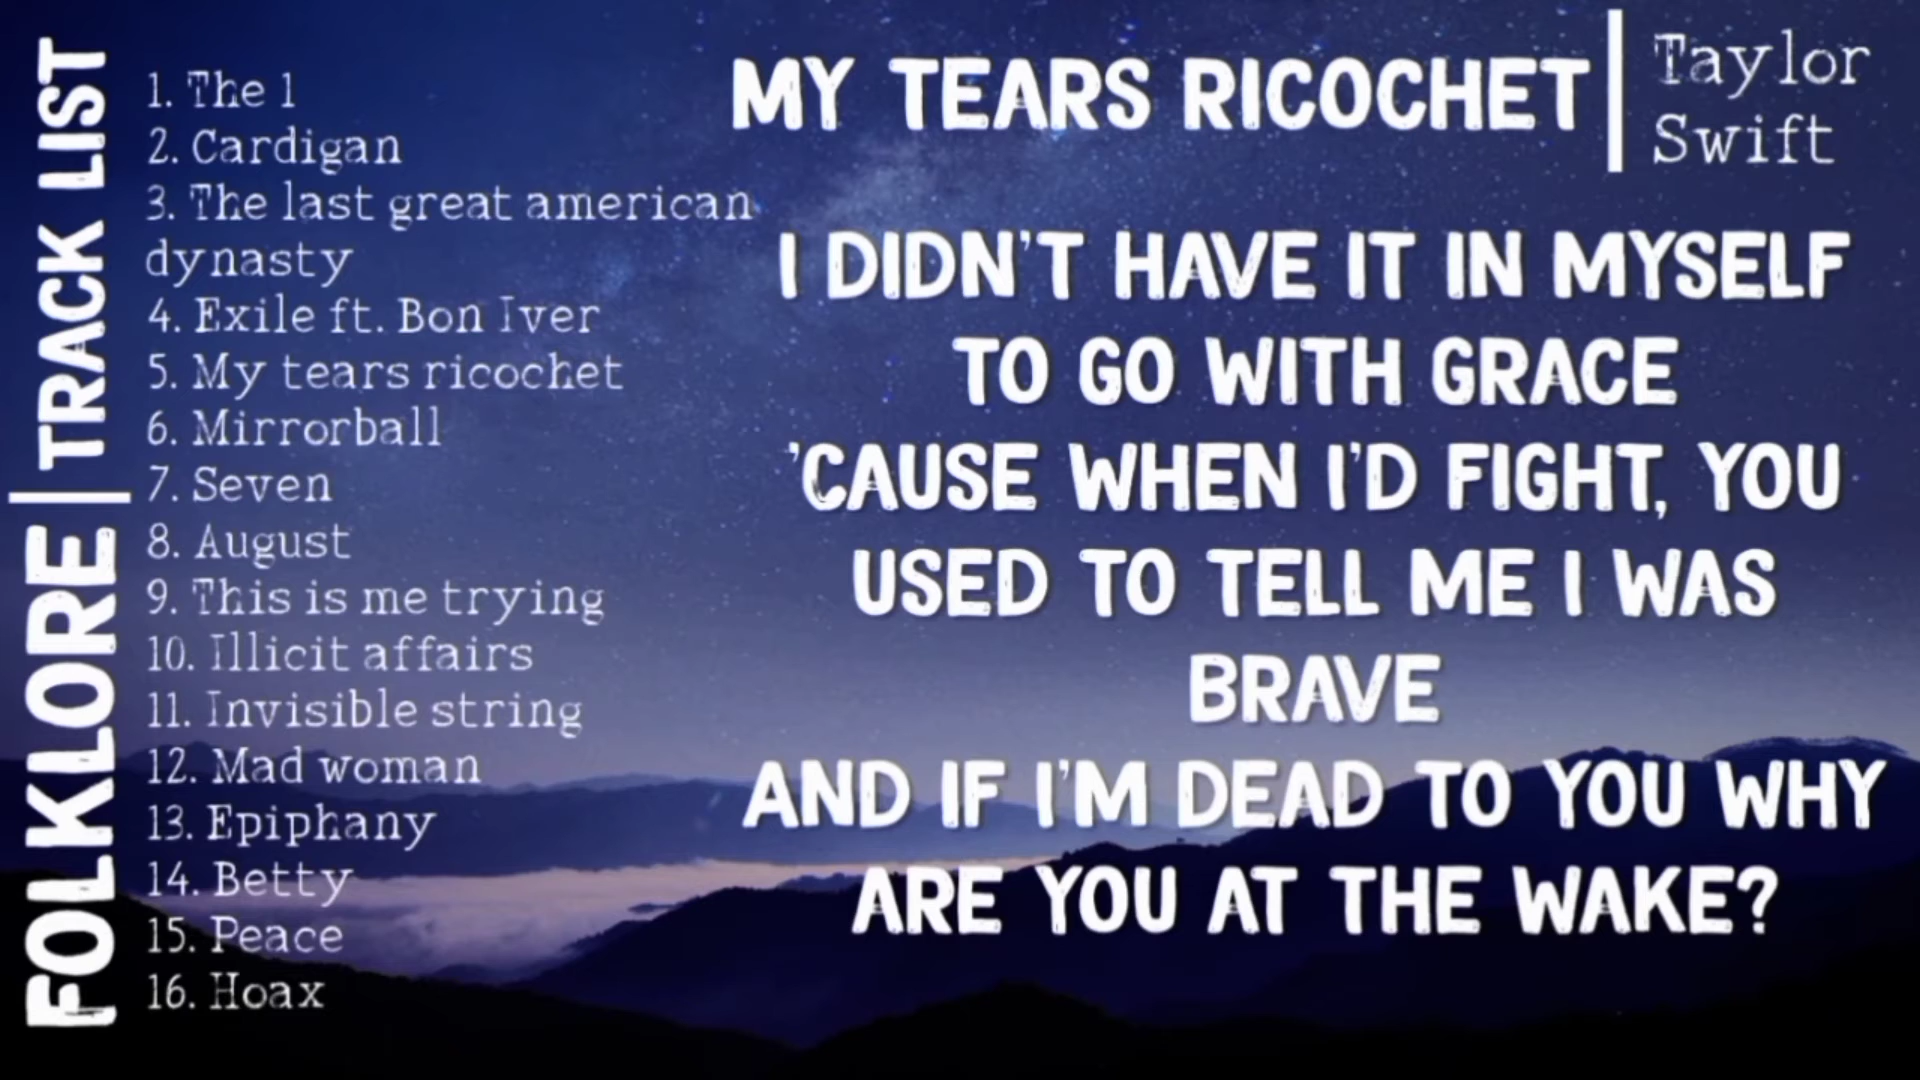 FOLKLORE | TRACK LIST
1. The 1
2. Cardigan
3. The last great american
dynasty
4. Exile ft. Bon Iver
5. My tears ricochet
6. Mirrorball
7. Seven
8. August
9. This is me trying
10. Illicit affairs
11. Invisible string
12. Mad woman
13. Epiphany
14. Betty
15. Peace
16. Hoax
MY TEARS RICOCHET
Taylor
Swift
I DIDN'T HAVE IT IN MYSELF
TO GO WITH GRACE
'CAUSE WHEN I'D FIGHT, YOU
USED TO TELL ME I WAS
BRAVE
AND IF I'M DEAD TO YOU WHY
ARE YOU AT THE WAKE?